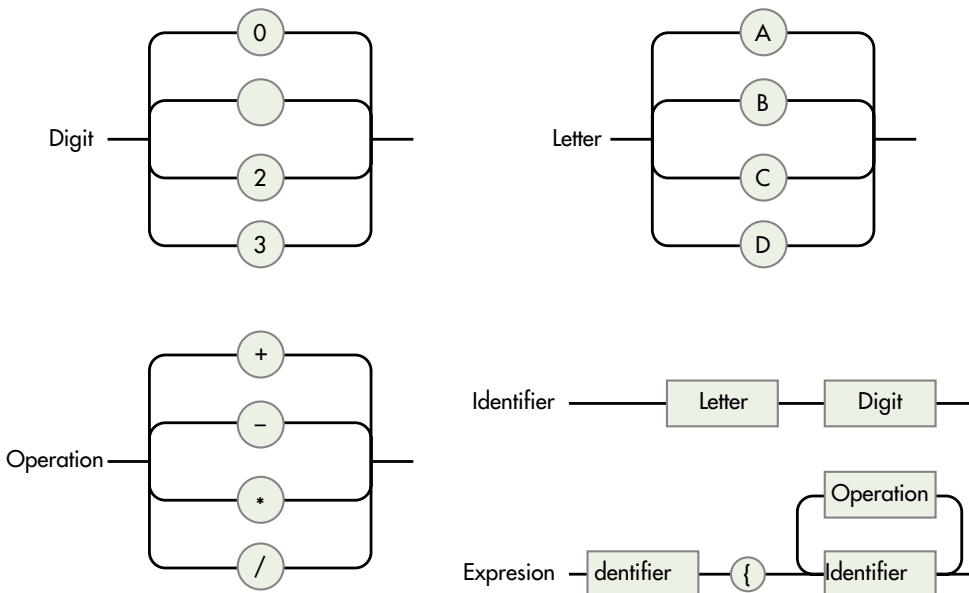 0
Digit
2
3
A
B
Letter
C
D
+
–
Operation
*
/
Identifier Letter Digit
Operation
Expresion dentifier { Identifier